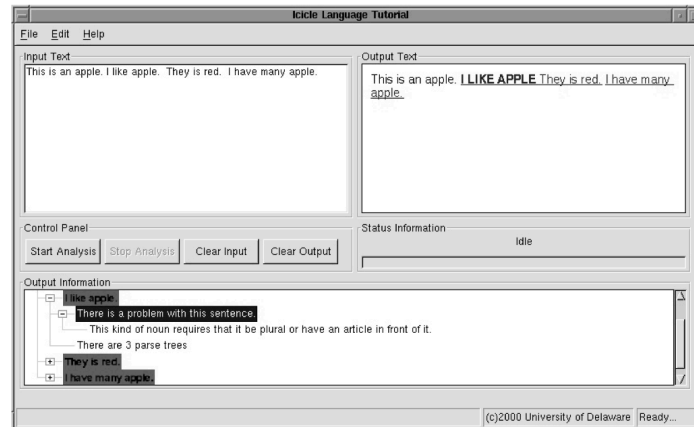 Icicle Language Tutorial
File Edit Help
Input Text
This is an apple. I like apple. They is red. I have many apple.
Output Text
This is an apple. I LIKE APPLE They is red. I have many
apple.
Control Panel
Start Analysis Stop Analysis Clear Input Clear Output
Status Information
Idle
Output Information
I like apple.
There is a problem with this sentence.
This kind of noun requires that it be plural or have an article in front of it.
There are 3 parse trees
They is red.
I have many apple.
(c)2000 University of Delaware Ready...